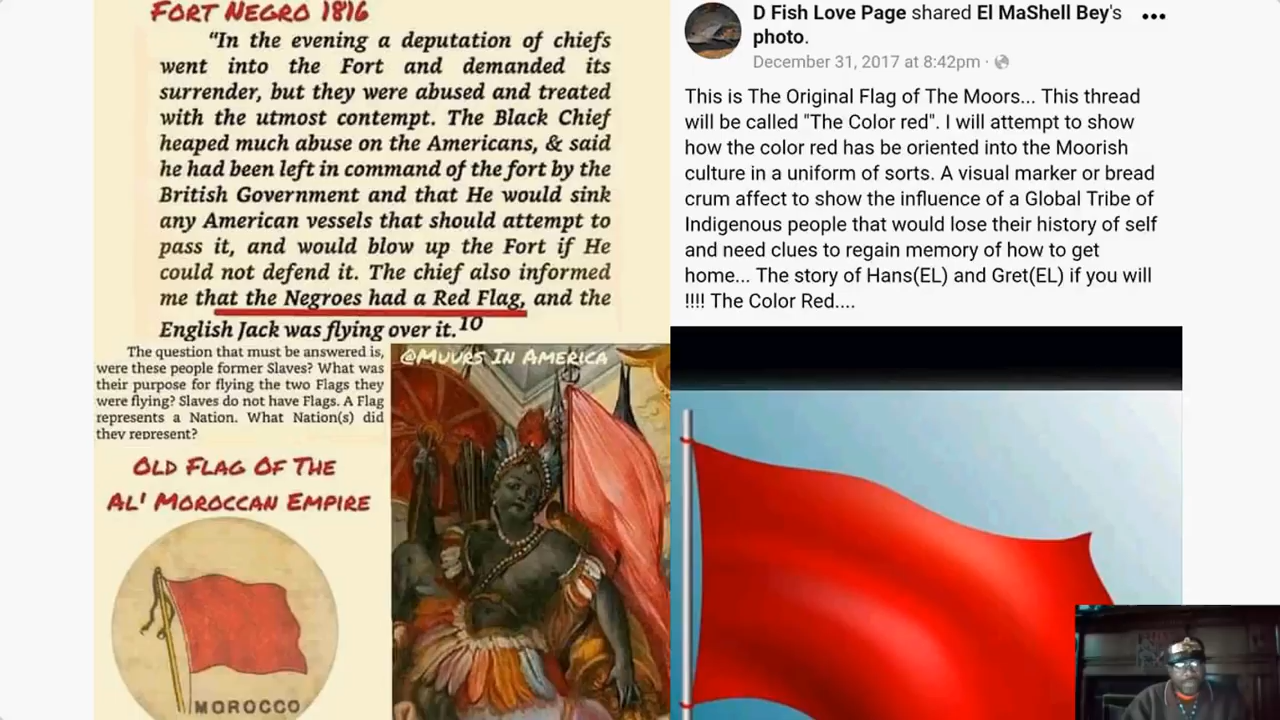 FORT NEGRO 1816
"In the evening a deputation of chiefs
went into the Fort and demanded its
surrender, but they were abused and treated
with the utmost contempt. The Black Chief
heaped much abuse on the Americans, & said
he had been left in command of the fort by the
British Government and that He would sink
any American vessels that should attempt to
pass it, and would blow up the Fort if He
could not defend it. The chief also informed
me that the Negroes had a Red Flag, and the
English Jack was flying over it.10
The question that must be answered is,
were these people former Slaves? What was
their purpose for flying the two Flags they
were flying? Slaves do not have Flags. A Flag
represents a Nation. What Nation(s) did
they represent?
OLD FLAG OF THE
AL' MOROCCAN EMPIRE
MOROCCO
@MUURS IN AMERICA
D Fish Love Page shared El MaShell Bey's
photo.
December 31, 2017 at 8:42pm ·
This is The Original Flag of The Moors... This thread
will be called "The Color red". I will attempt to show
how the color red has be oriented into the Moorish
culture in a uniform of sorts. A visual marker or bread
crum affect to show the influence of a Global Tribe of
Indigenous people that would lose their history of self
and need clues to regain memory of how to get
home... The story of Hans(EL) and Gret(EL) if you will
!!!! The Color Red....